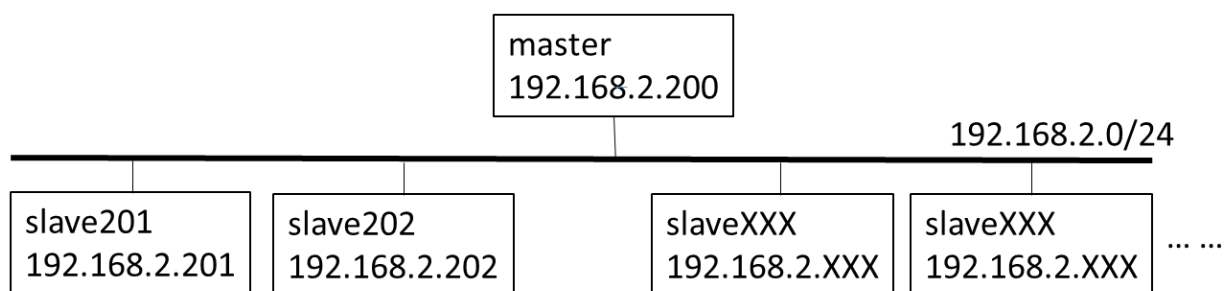 master
192.168.2.200
192.168.2.0/24
slave201
192.168.2.201
slave202
192.168.2.202
slaveXXX
192.168.2.XXX
slaveXXX
192.168.2.XXX
... ...